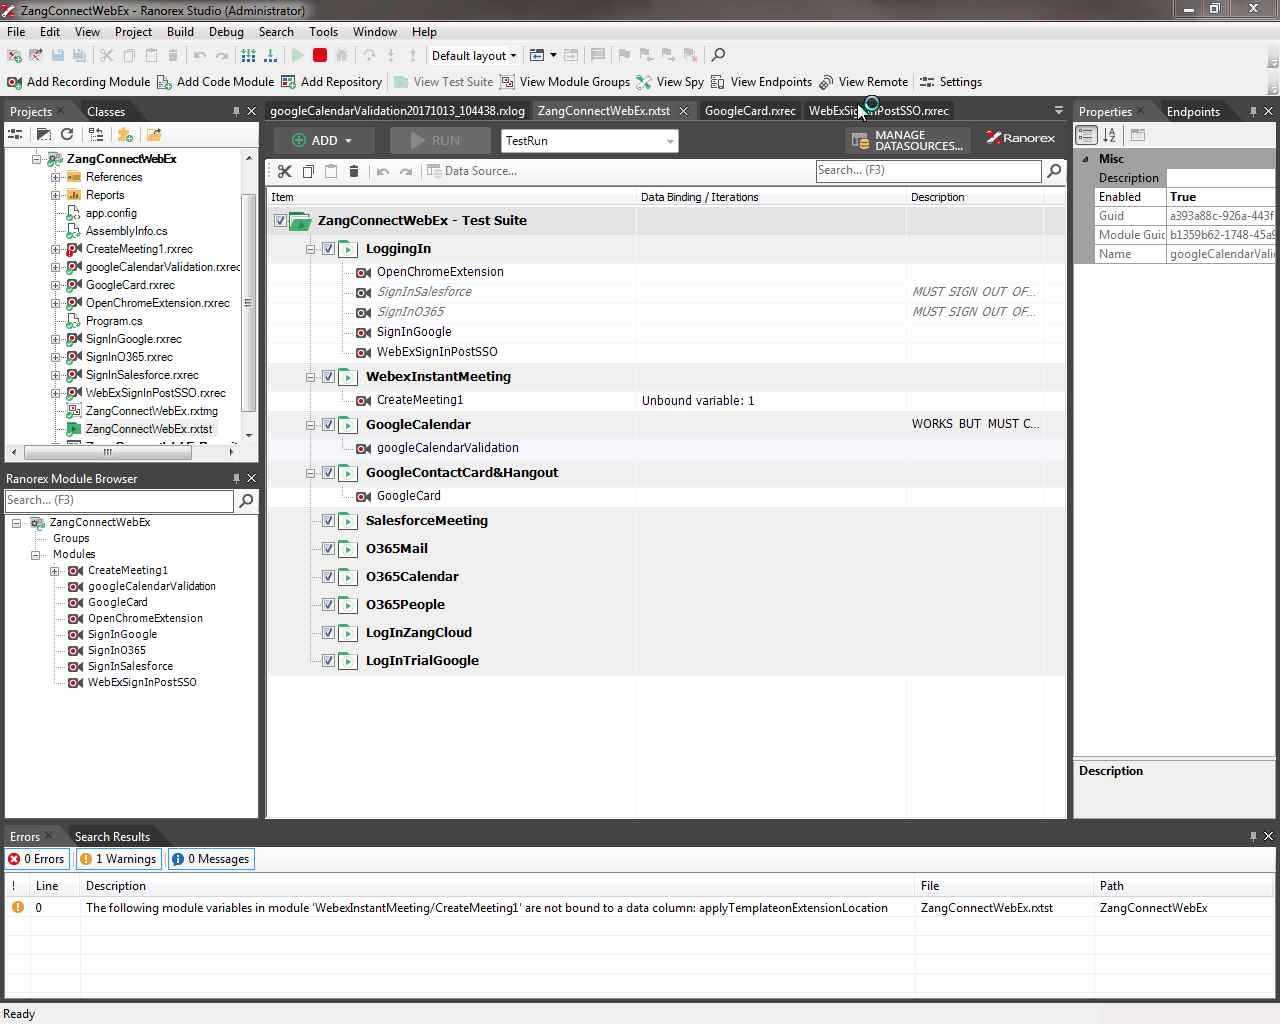 ZangConnectWebEx - Ranorex Studio (Administrator)
File Edit View Project Build Debug Search Tools Window Help
Default layout
Add Recording Module Add Code Module Add Repository View Test Suite View Module Groups View Spy View Endpoints View Remote Settings
Projects Classes
googleCalendarValidation20171013_104438.rxlog ZangConnectWebEx.rxtst GoogleCard.rxrec WebExSignInPostSSO.rxrec
Properties Endpoints
ADD RUN TestRun MANAGE DATASOURCES... Ranorex
Data Source... Search... (F3)
ZangConnectWebEx
References
Reports
app.config
AssemblyInfo.cs
CreateMeeting1.rxrec
googleCalendarValidation.rxrec
GoogleCard.rxrec
OpenChromeExtension.rxrec
Program.cs
SignInGoogle.rxrec
SignInO365.rxrec
SignInSalesforce.rxrec
WebExSignInPostSSO.rxrec
ZangConnectWebEx.rxtmg
ZangConnectWebEx.rxtst
Ranorex Module Browser
Search... (F3)
ZangConnectWebEx
Groups
Modules
CreateMeeting1
googleCalendarValidation
GoogleCard
OpenChromeExtension
SignInGoogle
SignInO365
SignInSalesforce
WebExSignInPostSSO
Item Data Binding / Iterations Description
ZangConnectWebEx - Test Suite
LoggingIn
OpenChromeExtension
SignInSalesforce MUST SIGN OUT OF...
SignInO365 MUST SIGN OUT OF...
SignInGoogle
WebExSignInPostSSO
WebexInstantMeeting
CreateMeeting1 Unbound variable: 1
GoogleCalendar WORKS BUT MUST C...
googleCalendarValidation
GoogleContactCard&Hangout
GoogleCard
SalesforceMeeting
O365Mail
O365Calendar
O365People
LogInZangCloud
LogInTrialGoogle
Misc
Description
Enabled True
Guid a393a88c-926a-443f
Module Guid b1359b62-1748-45a9
Name googleCalendarVali
Description
Errors Search Results
0 Errors 1 Warnings 0 Messages
! Line Description File Path
0 The following module variables in module 'WebexInstantMeeting/CreateMeeting1' are not bound to a data column: applyTemplateonExtensionLocation ZangConnectWebEx.rxtst ZangConnectWebEx
Ready